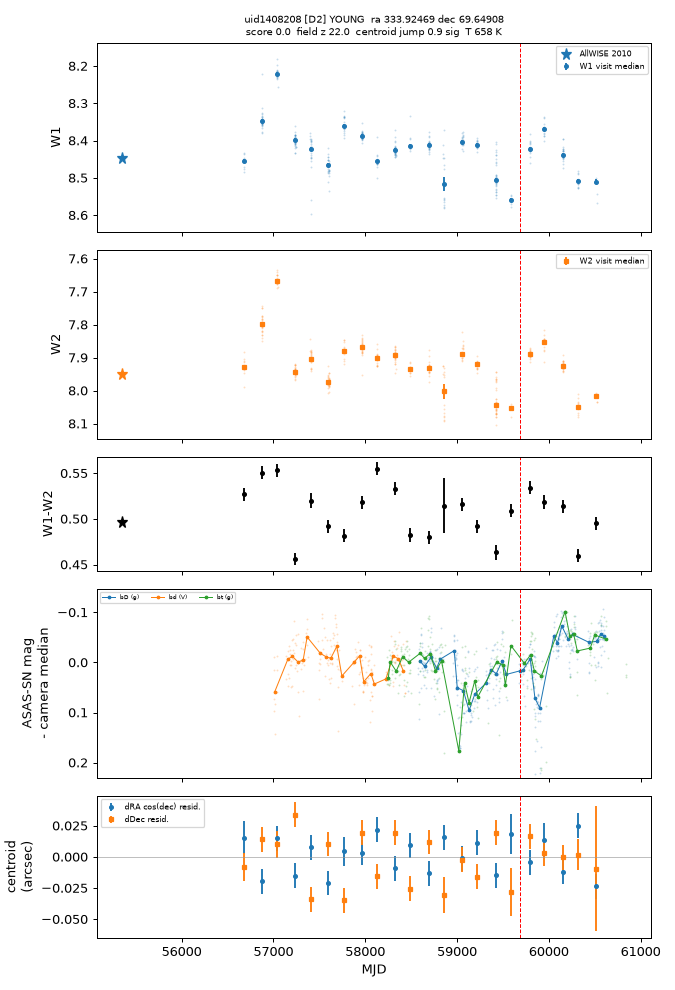 uid1408208 [D2] YOUNG ra 333.92469 dec 69.64908
score 0.0 field z 22.0 centroid jump 0.9 sig T 658 K
AllWISE 2010
W1 visit median
W1
8.2
8.3
8.4
8.5
8.6
W2 visit median
W2
7.6
7.7
7.8
7.9
8.0
8.1
W1-W2
0.55
0.50
0.45
bD (g)
bd (V)
bt (g)
ASAS-SN mag
- camera median
−0.1
0.0
0.1
0.2
dRA cos(dec) resid.
dDec resid.
centroid
(arcsec)
0.025
0.000
−0.025
−0.050
56000
57000
58000
59000
60000
61000
MJD